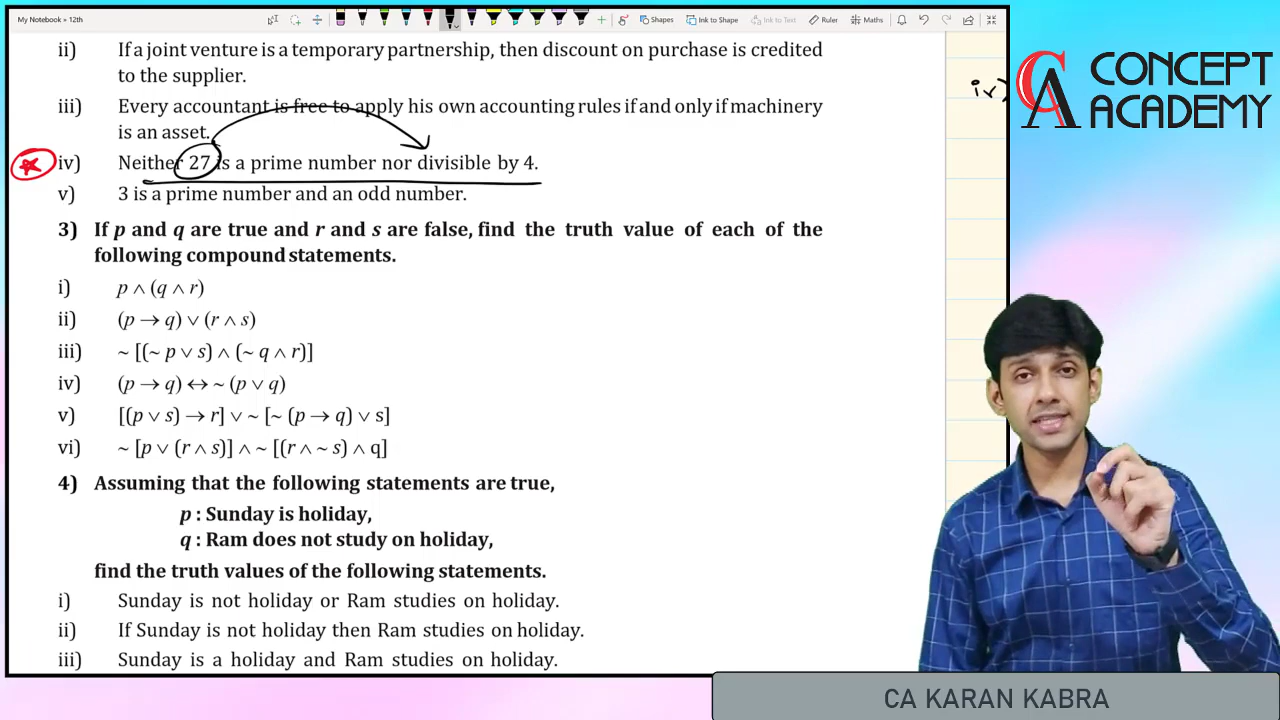 My Notebook » 12th
Shapes
Ink to Shape
Ink to Text
Ruler
Maths
ii) If a joint venture is a temporary partnership, then discount on purchase is credited
to the supplier.
iii) Every accountant is free to apply his own accounting rules if and only if machinery
is an asset.
iv) Neither 27 is a prime number nor divisible by 4.
v) 3 is a prime number and an odd number.
3) If p and q are true and r and s are false, find the truth value of each of the
following compound statements.
i) p ∧ (q ∧ r)
ii) (p → q) ∨ (r ∧ s)
iii) ~ [(~ p ∨ s) ∧ (~ q ∧ r)]
iv) (p → q) ↔ ~ (p ∨ q)
v) [(p ∨ s) → r] ∨ ~ [~ (p → q) ∨ s]
vi) ~ [p ∨ (r ∧ s)] ∧ ~ [(r ∧ ~ s) ∧ q]
4) Assuming that the following statements are true,
p : Sunday is holiday,
q : Ram does not study on holiday,
find the truth values of the following statements.
i) Sunday is not holiday or Ram studies on holiday.
ii) If Sunday is not holiday then Ram studies on holiday.
iii) Sunday is a holiday and Ram studies on holiday.
iv)
CA CONCEPT
ACADEMY
CA KARAN KABRA